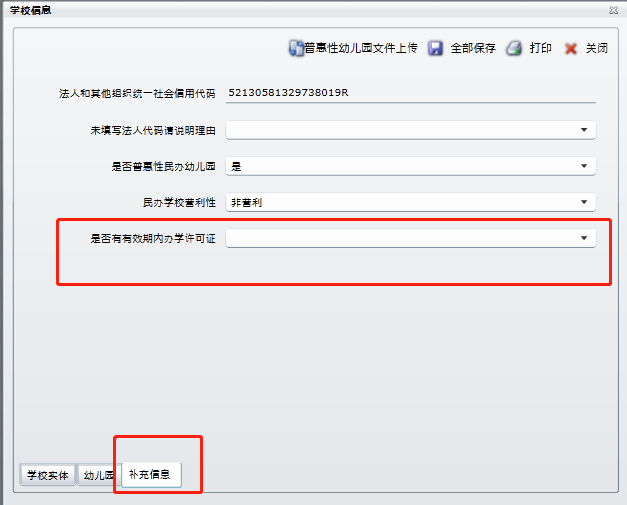 学校信息
普惠性幼儿园文件上传 全部保存 打印 关闭
法人和其他组织统一社会信用代码 52130581329738019R
未填写法人代码请说明理由
是否普惠性民办幼儿园 是
民办学校营利性 非营利
是否有有效期内办学许可证
学校实体 幼儿园 补充信息